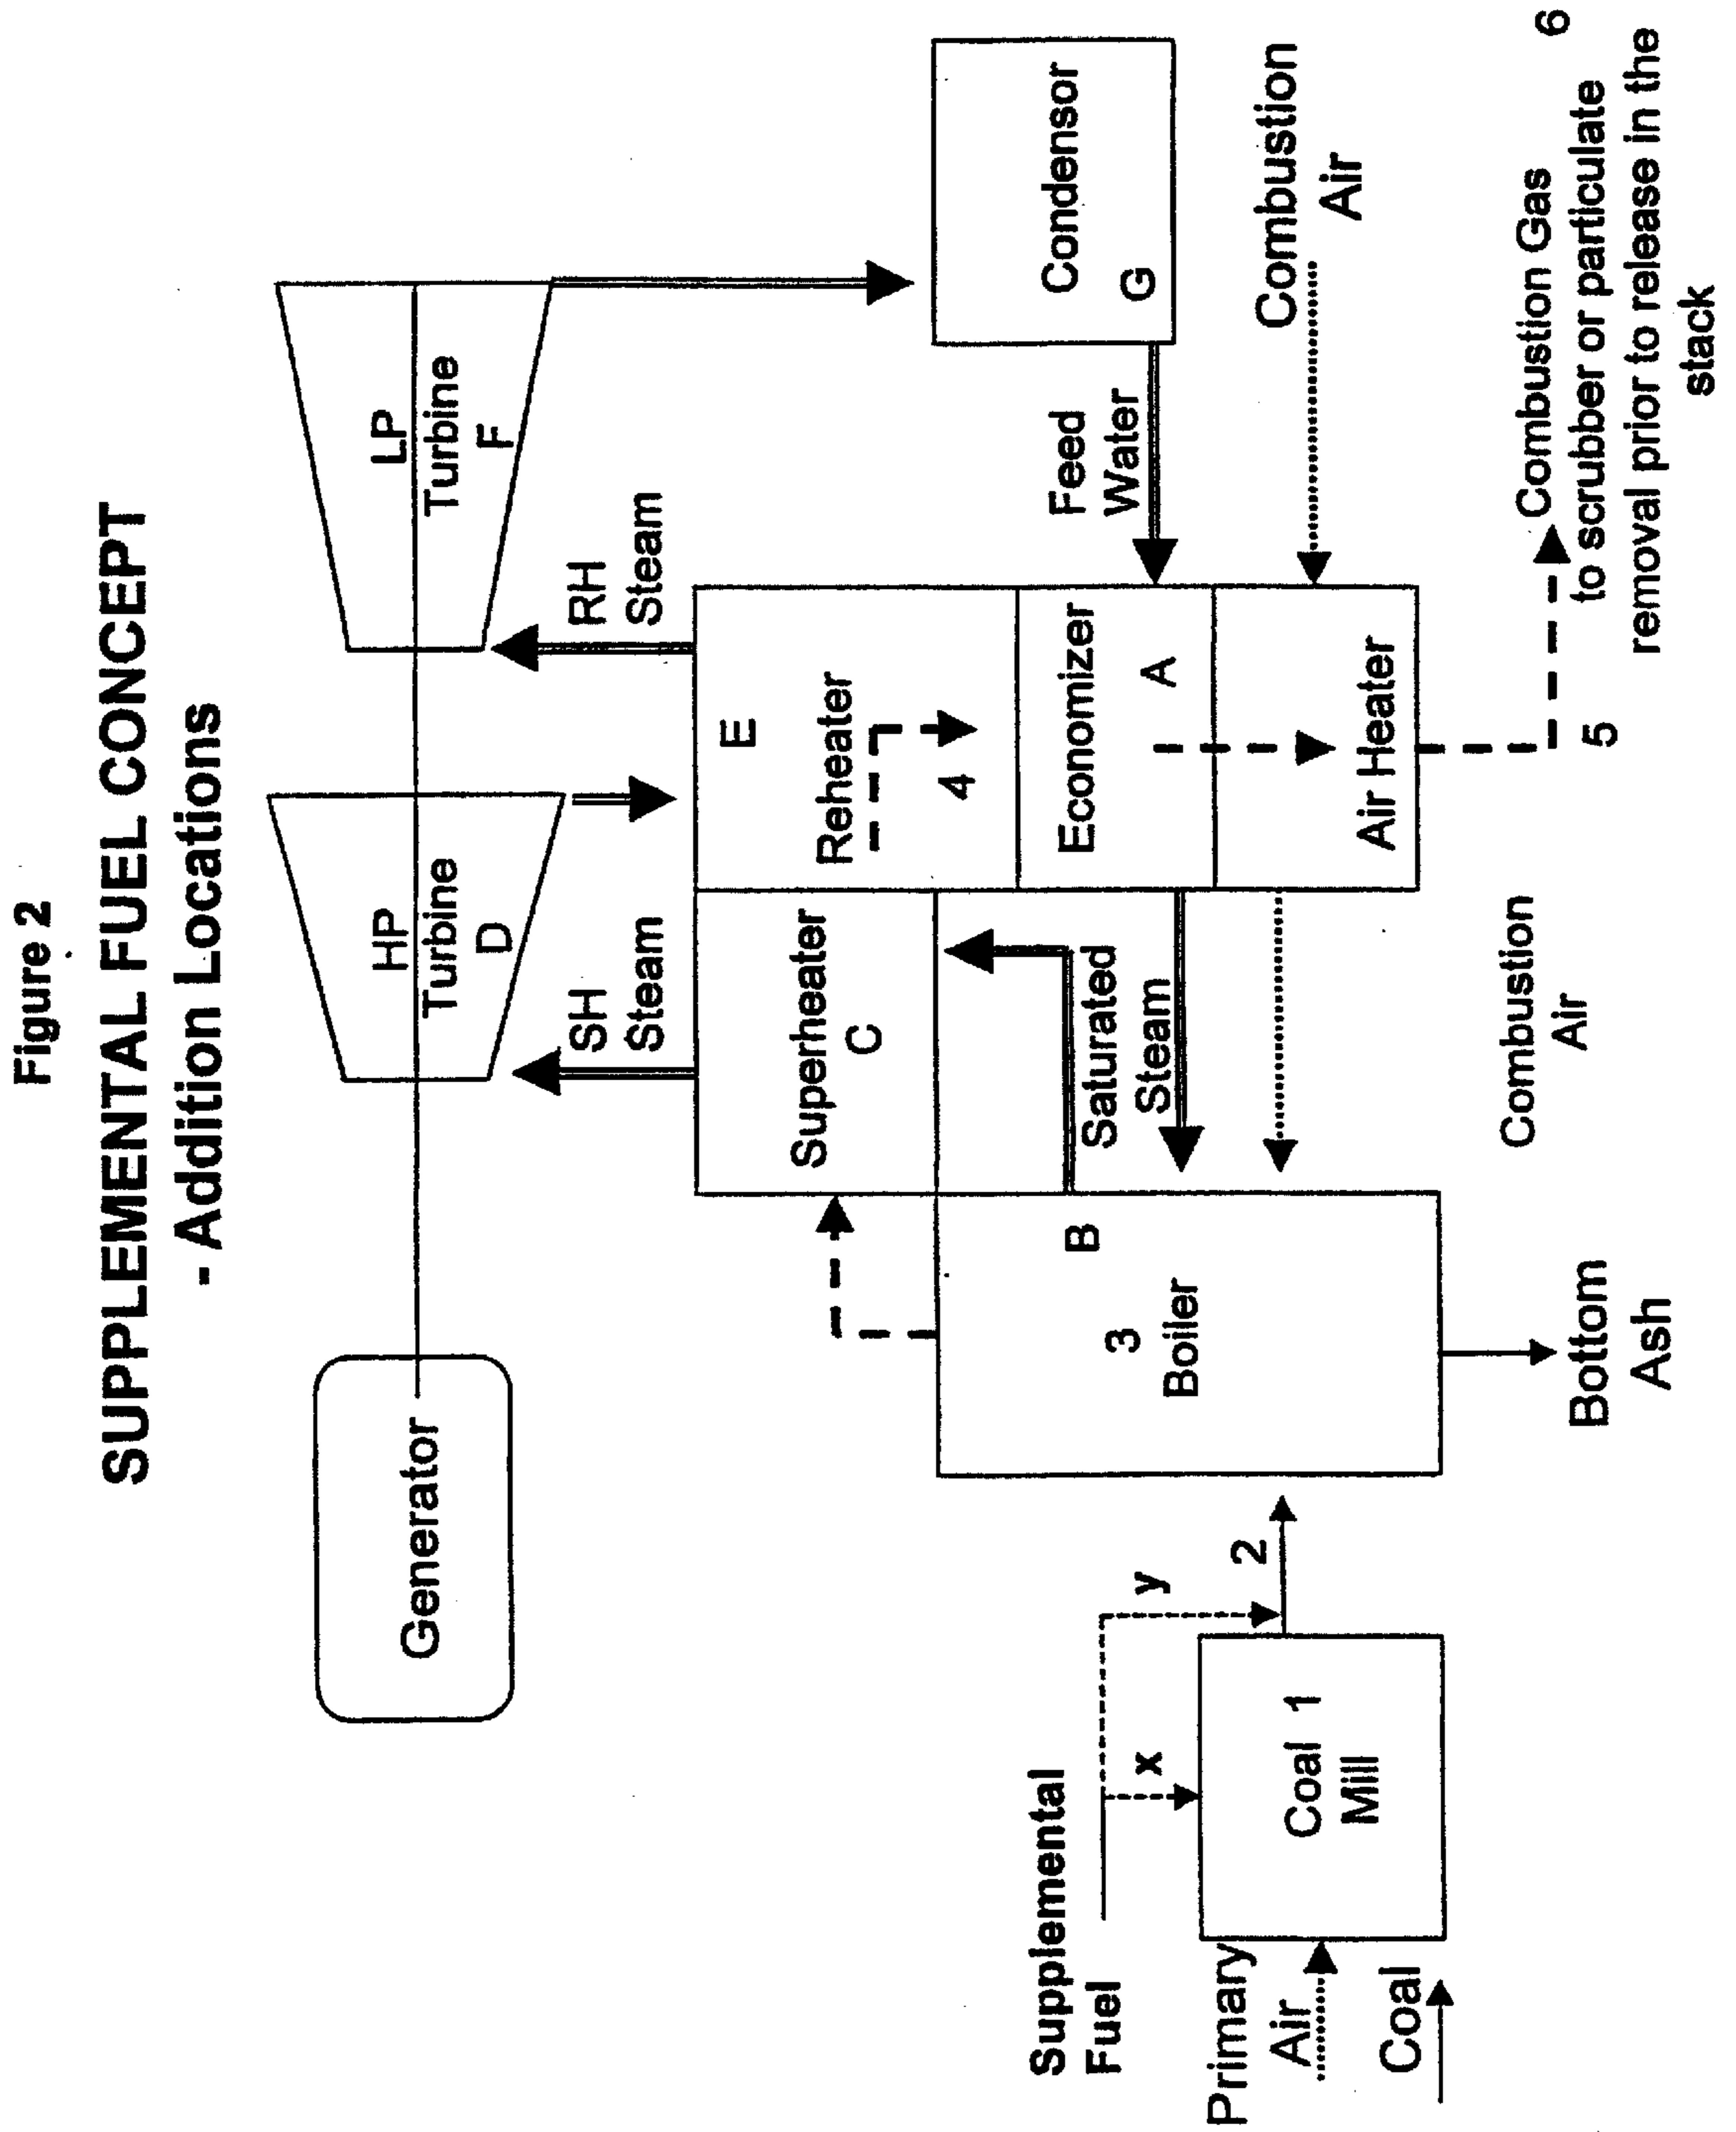 Figure 2
SUPPLEMENTAL FUEL CONCEPT
- Addition Locations
Generator
HP
Turbine
D
LP
Turbine
F
SH
Steam
RH
Steam
Superheater
C
E
Reheater
4
Economizer
A
Air Heater
Condensor
G
Feed
Water
Combustion
Air
Saturated
Steam
B
3
Boiler
Combustion
Air
Supplemental
Fuel
x
y
2
Primary
Air
Coal
Coal 1
Mill
Bottom
Ash
5
Combustion Gas 6
to scrubber or particulate
removal prior to release in the
stack